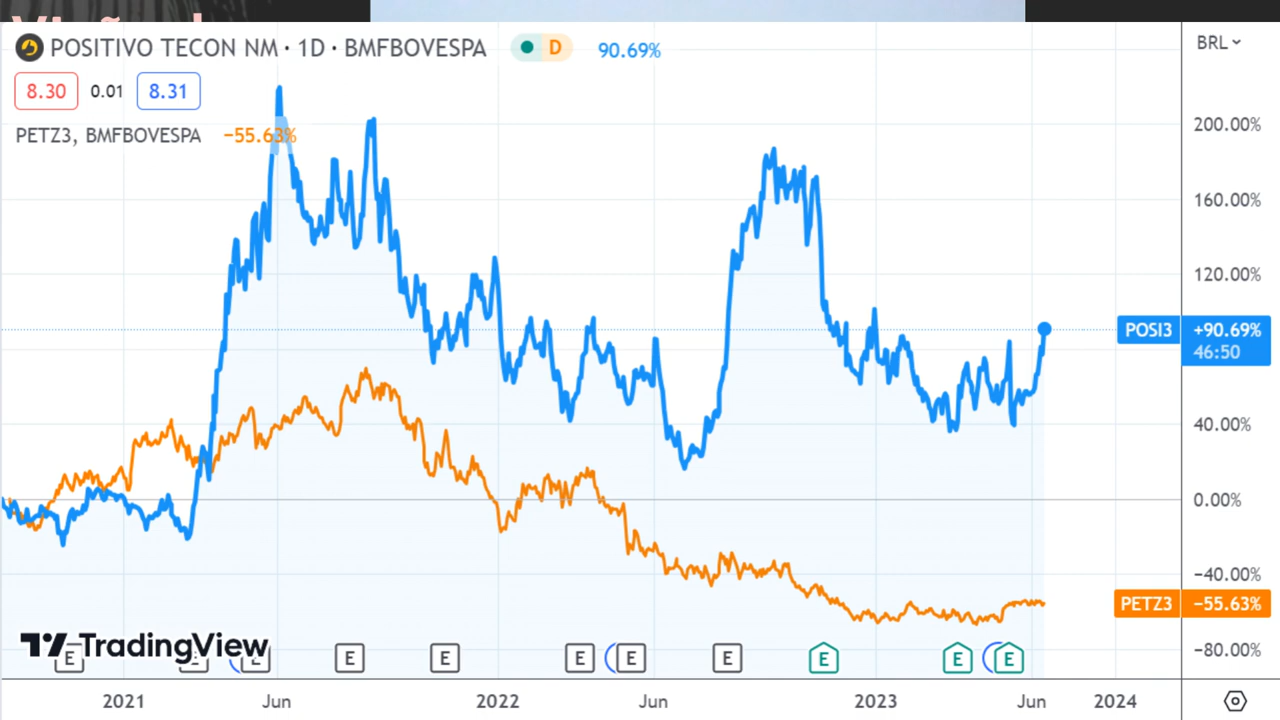 POSITIVO TECON NM · 1D · BMFBOVESPA D 90.69%
BRL
8.30 0.01 8.31
PETZ3, BMFBOVESPA −55.63%
200.00%
160.00%
120.00%
POSI3 +90.69%
46:50
40.00%
0.00%
−40.00%
PETZ3 −55.63%
−80.00%
TradingView
E E E E E E E E E E E
2021 Jun 2022 Jun 2023 Jun 2024